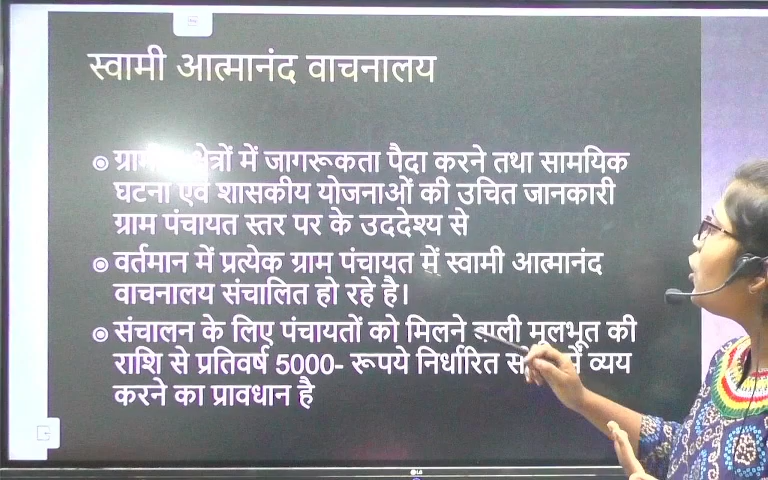 स्वामी आत्मानंद वाचनालय
में जागरूकता पैदा करने तथा सामयिक
घटना एवं शासकीय योजनाओं की उचित जानकारी
ग्राम पंचायत स्तर पर के उददेश्य से
वर्तमान में प्रत्येक ग्राम पंचायत में स्वामी आत्मानंद
वाचनालय संचालित हो रहे है।
संचालन के लिए पंचायतों को मिलने मूलभूत की
राशि से प्रतिवर्ष 5000- रूपये निर्धारित व्यय
करने का प्रावधान है
LG